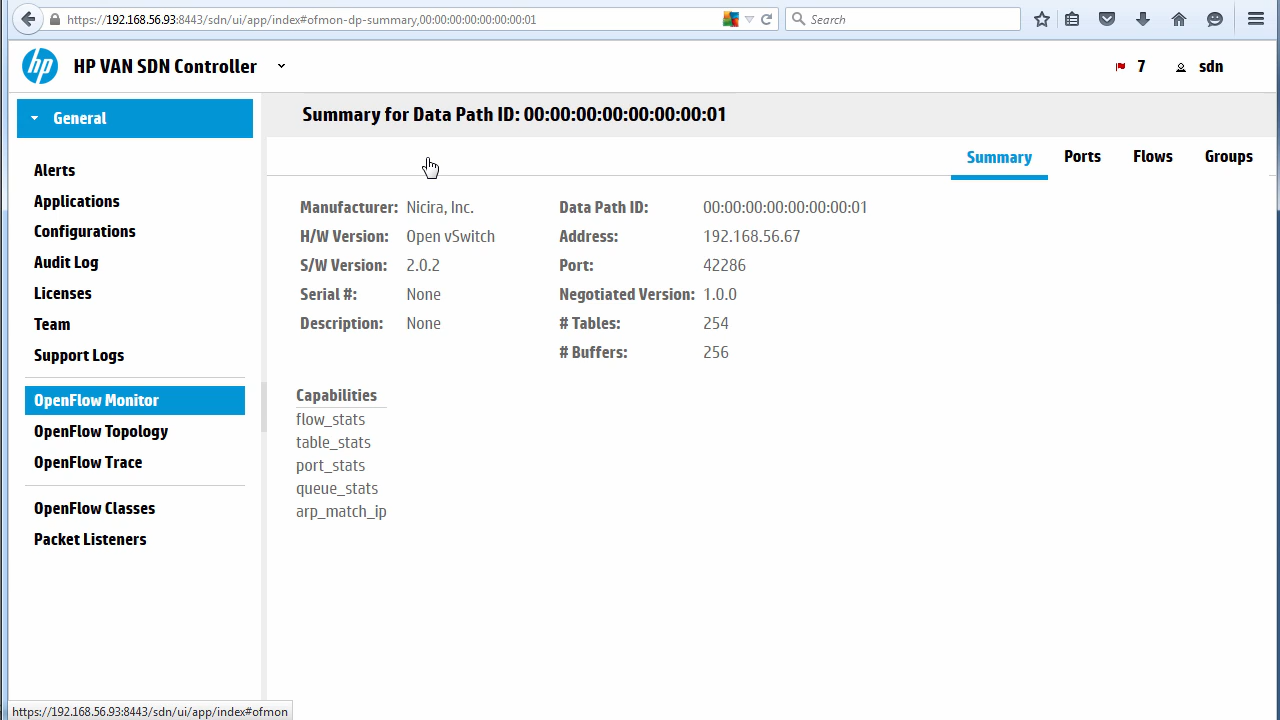 https://192.168.56.93:8443/sdn/ui/app/index#ofmon-dp-summary,00:00:00:00:00:00:00:01
Search
hp
HP VAN SDN Controller
7
sdn
General
Summary for Data Path ID: 00:00:00:00:00:00:00:01
Summary
Ports
Flows
Groups
Alerts
Applications
Configurations
Audit Log
Licenses
Team
Support Logs
OpenFlow Monitor
OpenFlow Topology
OpenFlow Trace
OpenFlow Classes
Packet Listeners
Manufacturer: Nicira, Inc.
H/W Version: Open vSwitch
S/W Version: 2.0.2
Serial #: None
Description: None
Data Path ID: 00:00:00:00:00:00:00:01
Address: 192.168.56.67
Port: 42286
Negotiated Version: 1.0.0
# Tables: 254
# Buffers: 256
Capabilities
flow_stats
table_stats
port_stats
queue_stats
arp_match_ip
https://192.168.56.93:8443/sdn/ui/app/index#ofmon